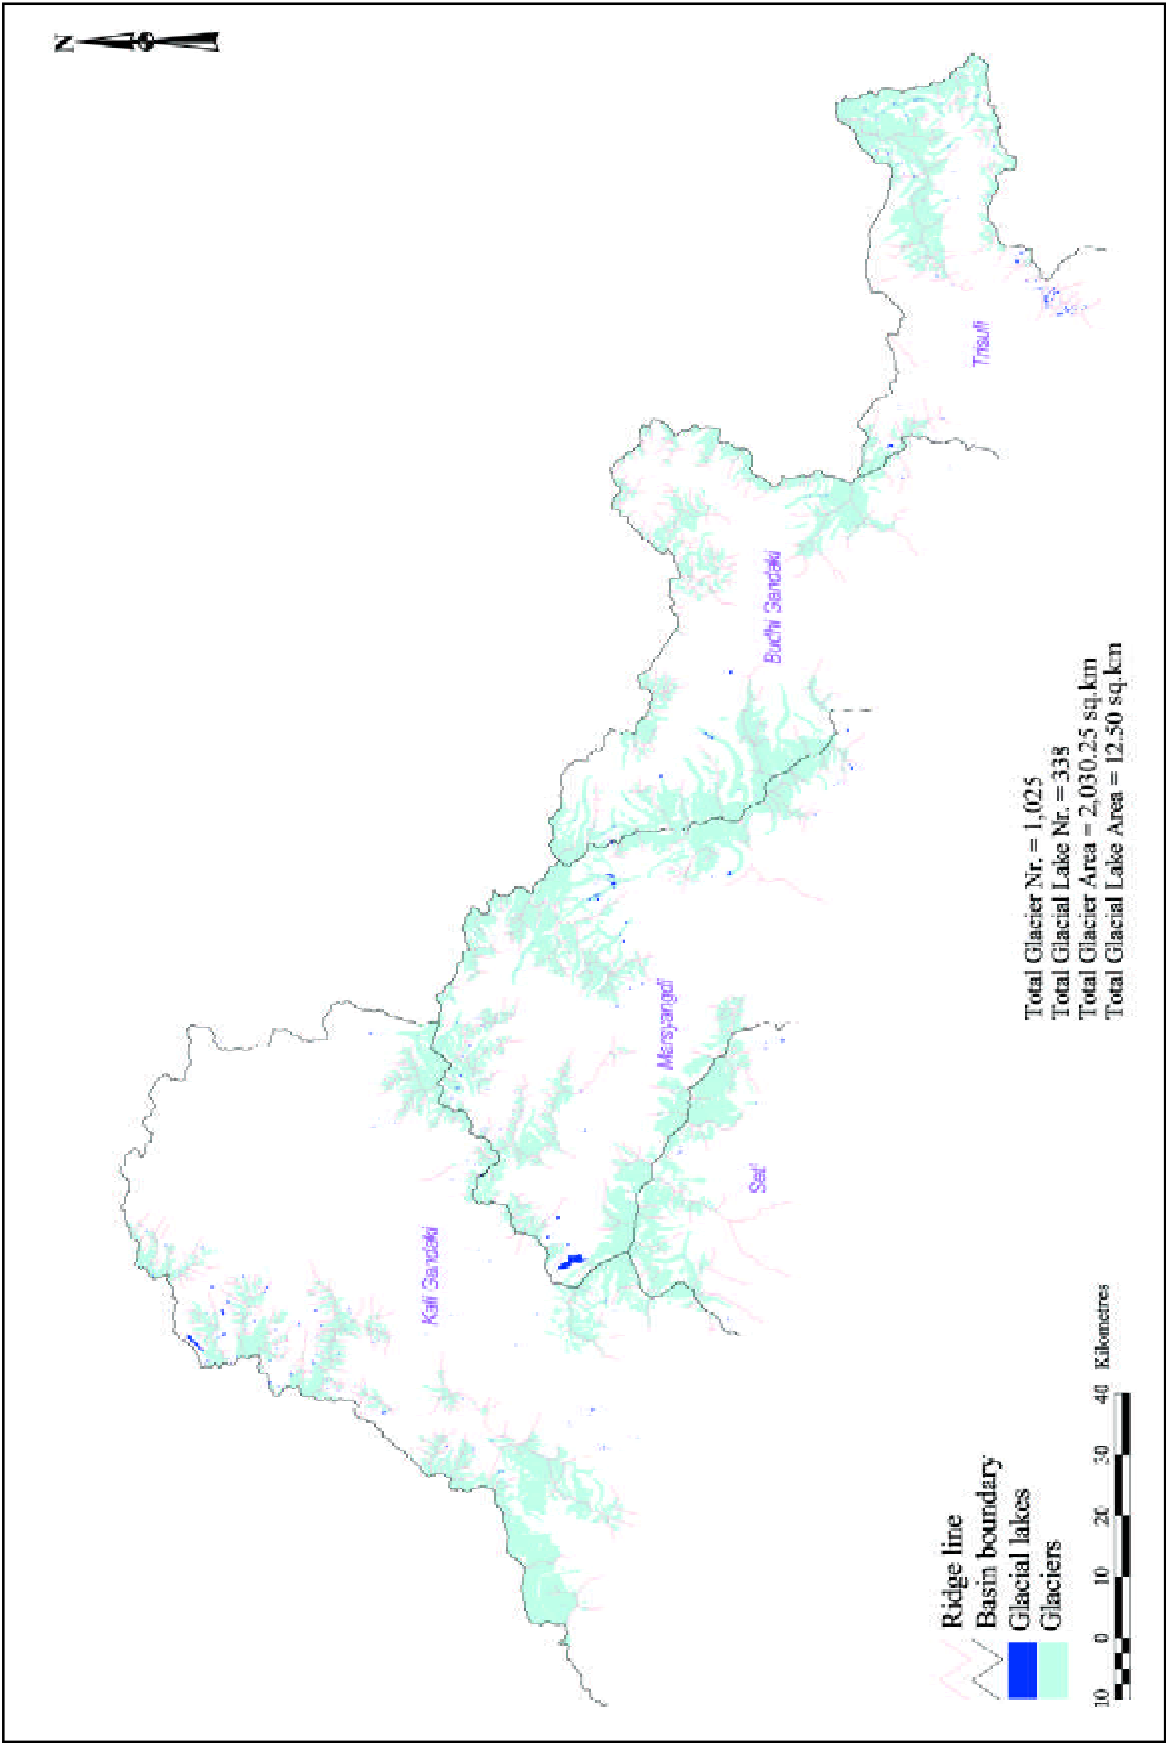 N
Trisuli
Budhi Gandaki
Marsyangdi
Seti
Kali Gandaki
Total Glacier Nr. = 1,025
Total Glacial Lake Nr. = 338
Total Glacier Area = 2,030.25 sq.km
Total Glacial Lake Area = 12.50 sq.km
Ridge line
Basin boundary
Glacial lakes
Glaciers
10 0 10 20 30 40 Kilometres